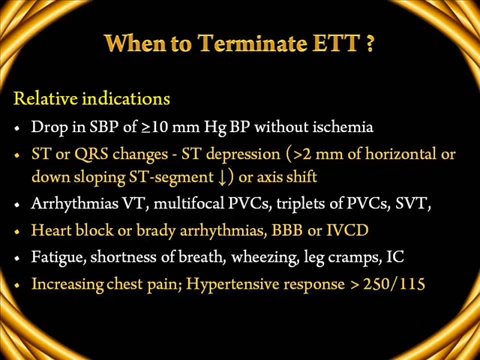 When to Terminate ETT ?
Relative indications
• Drop in SBP of ≥10 mm Hg BP without ischemia
• ST or QRS changes - ST depression (>2 mm of horizontal or
down sloping ST-segment ↓) or axis shift
• Arrhythmias VT, multifocal PVCs, triplets of PVCs, SVT,
• Heart block or brady arrhythmias, BBB or IVCD
• Fatigue, shortness of breath, wheezing, leg cramps, IC
• Increasing chest pain; Hypertensive response > 250/115